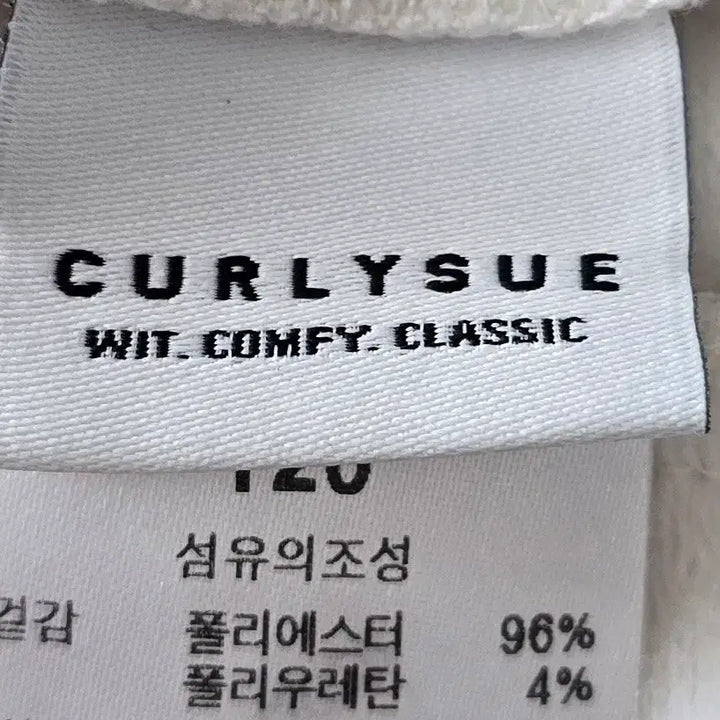 CURLYSUE
WIT. COMFY. CLASSIC
120
섬유의조성
겉감 폴리에스터 96%
폴리우레탄 4%